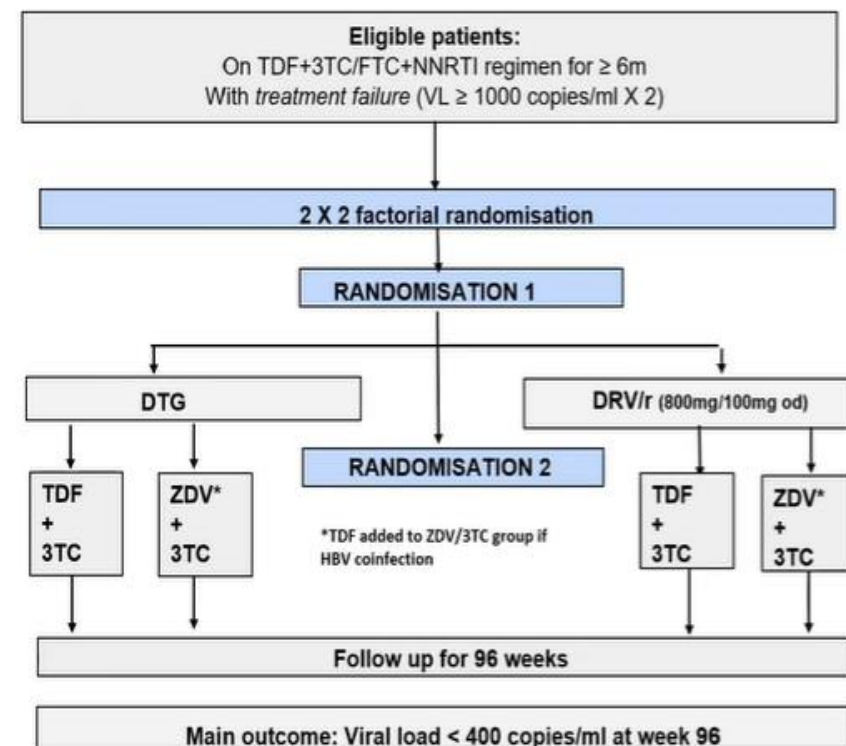 Eligible patients:
On TDF+3TC/FTC+NNRTI regimen for ≥ 6m
With treatment failure (VL ≥ 1000 copies/ml X 2)
2 X 2 factorial randomisation
RANDOMISATION 1
DTG
DRV/r (800mg/100mg od)
RANDOMISATION 2
TDF
+
3TC
ZDV*
+
3TC
*TDF added to ZDV/3TC group if
HBV coinfection
TDF
+
3TC
ZDV*
+
3TC
Follow up for 96 weeks
Main outcome: Viral load < 400 copies/ml at week 96